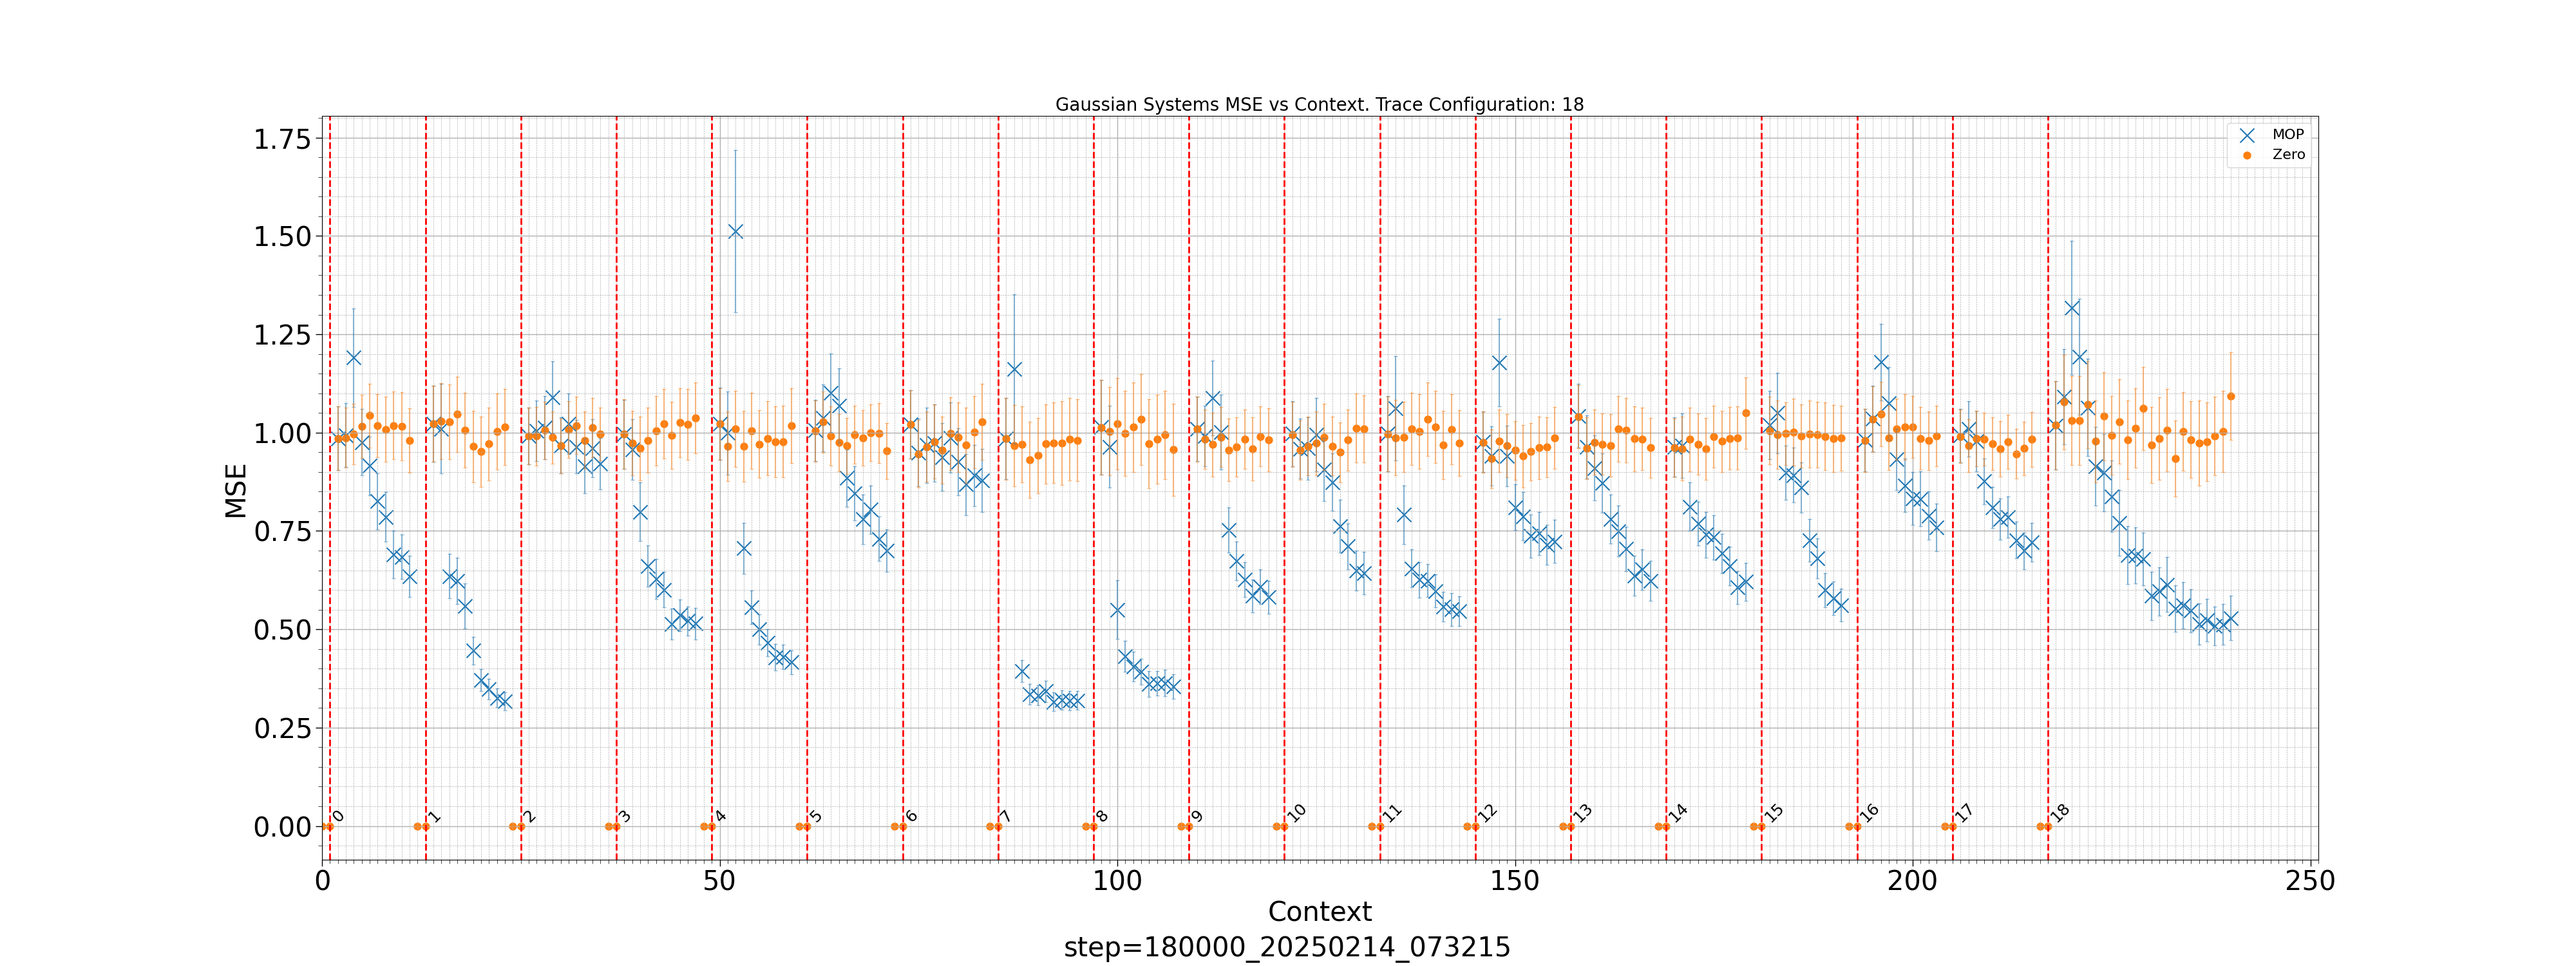 Gaussian Systems MSE vs Context. Trace Configuration: 18
MOP
Zero
MSE
1.75
1.50
1.25
1.00
0.75
0.50
0.25
0.00
0 1 2 3 4 5 6 7 8 9 10 11 12 13 14 15 16 17 18
0 50 100 150 200 250
Context
step=180000_20250214_073215